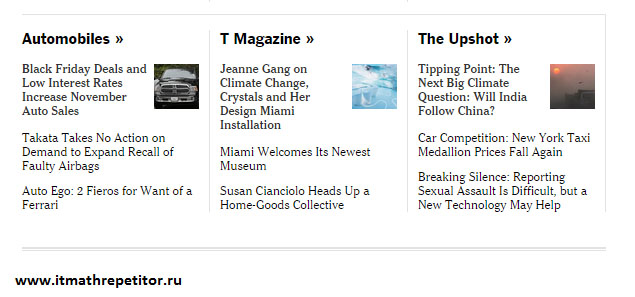 Automobiles »
Black Friday Deals and
Low Interest Rates
Increase November
Auto Sales
Takata Takes No Action on
Demand to Expand Recall of
Faulty Airbags
Auto Ego: 2 Fieros for Want of a
Ferrari
T Magazine »
Jeanne Gang on
Climate Change,
Crystals and Her
Design Miami
Installation
Miami Welcomes Its Newest
Museum
Susan Cianciolo Heads Up a
Home-Goods Collective
The Upshot »
Tipping Point: The
Next Big Climate
Question: Will India
Follow China?
Car Competition: New York Taxi
Medallion Prices Fall Again
Breaking Silence: Reporting
Sexual Assault Is Difficult, but a
New Technology May Help
www.itmathrepetitor.ru